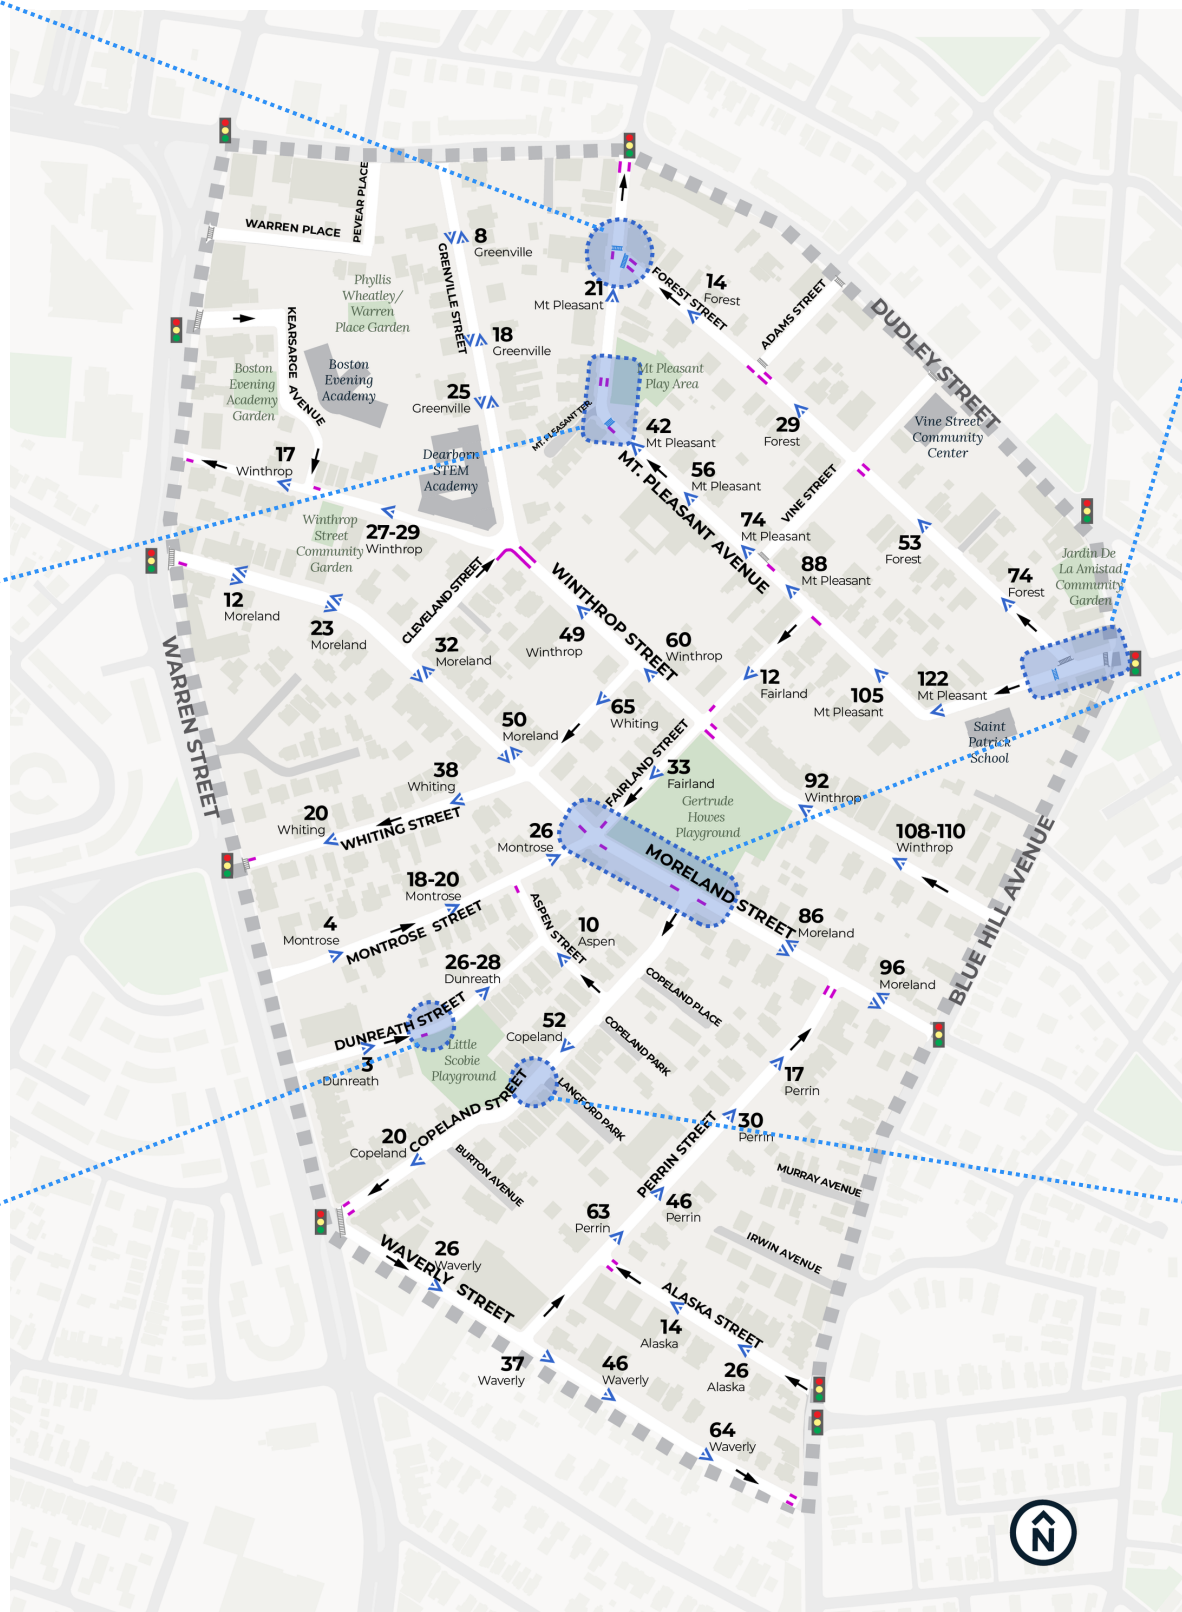 PEVEAR PLACE
WARREN PLACE
8
Greenville
GRENVILLE STREET
Phyllis
Wheatley/
Warren
Place Garden
21
Mt Pleasant
14
Forest
FOREST STREET
ADAMS STREET
DUDLEY STREET
KEARSARGE AVENUE
18
Greenville
Boston
Evening
Academy
Boston
Evening
Academy
Garden
25
Greenville
Mt Pleasant
Play Area
MT. PLEASANT TER.
42
Mt Pleasant
29
Forest
Vine Street
Community
Center
17
Winthrop
Dearborn
STEM
Academy
56
Mt Pleasant
MT. PLEASANT AVENUE
VINE STREET
27-29
Winthrop
Winthrop
Street
Community
Garden
74
Mt Pleasant
53
Forest
88
Mt Pleasant
74
Forest
Jardin De
La Amistad
Community
Garden
12
Moreland
23
Moreland
CLEVELAND STREET
WINTHROP STREET
32
Moreland
49
Winthrop
60
Winthrop
12
Fairland
105
Mt Pleasant
122
Mt Pleasant
Saint
Patrick
School
WARREN STREET
65
Whiting
50
Moreland
FAIRLAND STREET
33
Fairland
38
Whiting
Gertrude
Howes
Playground
92
Winthrop
20
Whiting
WHITING STREET
26
Montrose
108-110
Winthrop
MORELAND STREET
BLUE HILL AVENUE
18-20
Montrose
4
Montrose
MONTROSE STREET
ASPEN STREET
10
Aspen
86
Moreland
26-28
Dunreath
96
Moreland
COPELAND PLACE
DUNREATH STREET
3
Dunreath
Little
Scobie
Playground
52
Copeland
COPELAND PARK
17
Perrin
LANGFORD PARK
COPELAND STREET
20
Copeland
BURTON AVENUE
30
Perrin
PERRIN STREET
MURRAY AVENUE
46
Perrin
63
Perrin
IRWIN AVENUE
26
Waverly
WAVERLY STREET
ALASKA STREET
14
Alaska
26
Alaska
37
Waverly
46
Waverly
64
Waverly
N